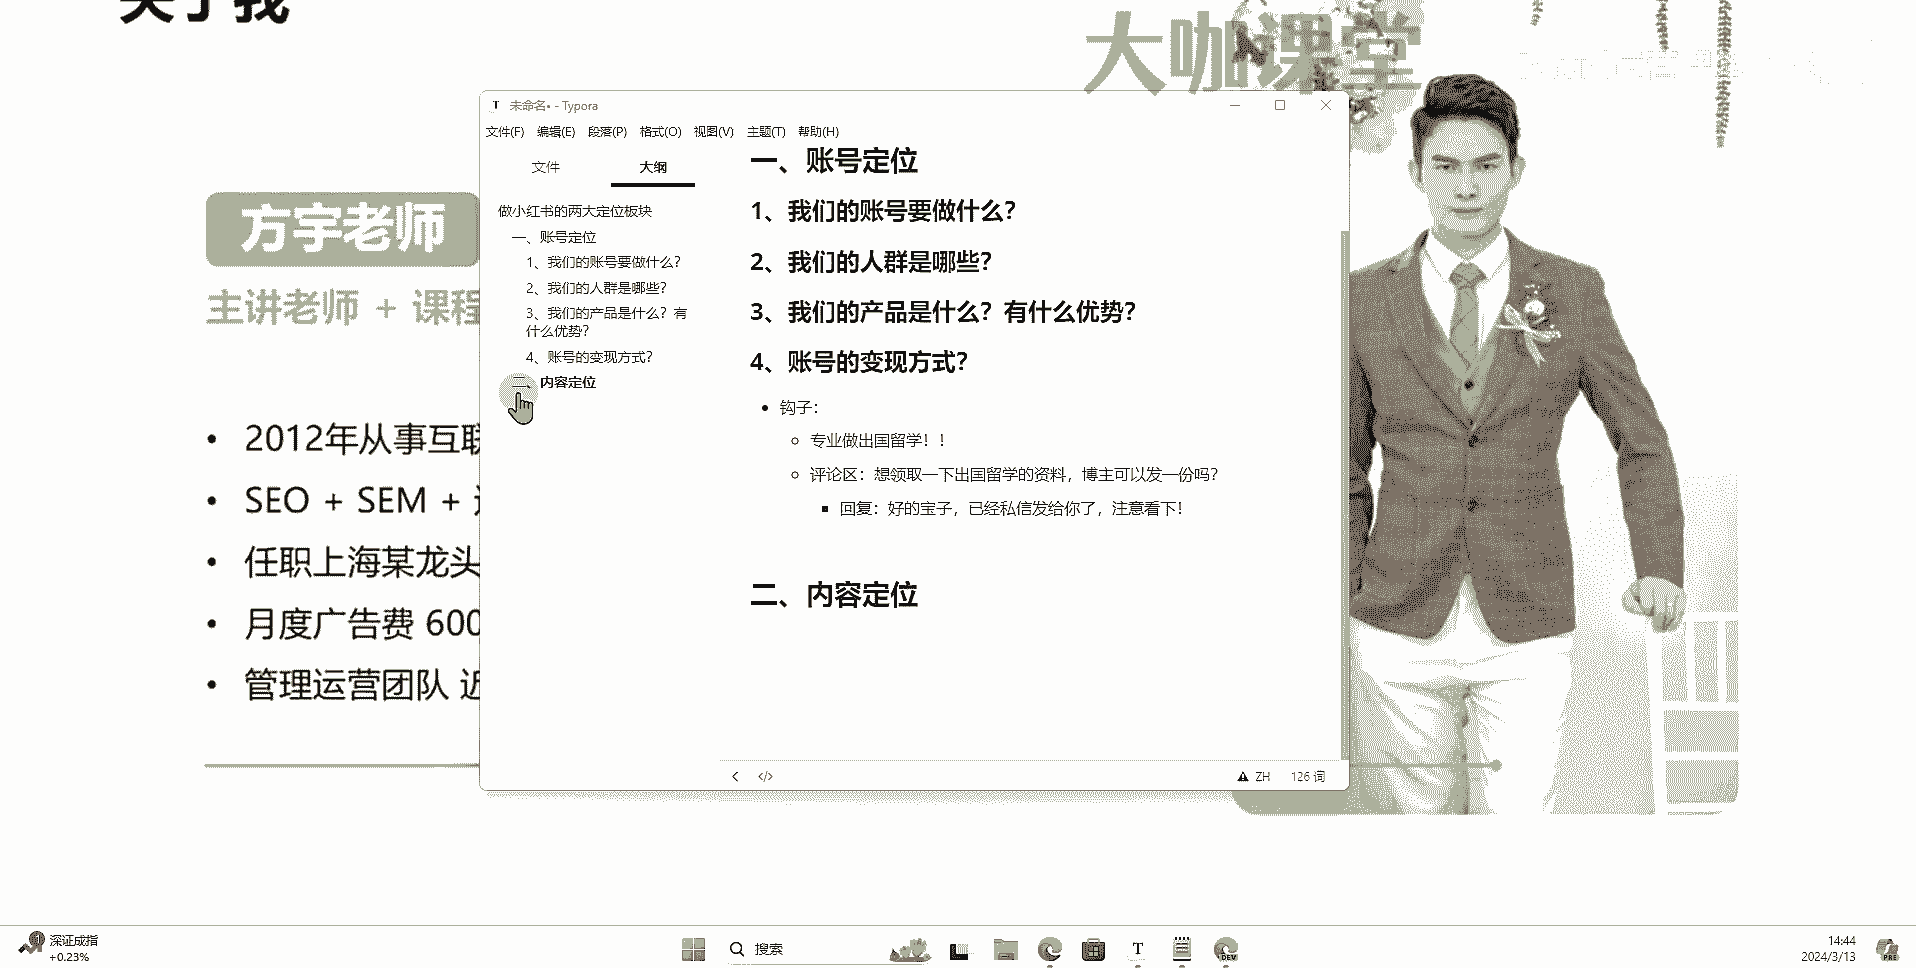 关于我
大咖课堂
方宇老师
主讲老师 + 课程
• 2012年从事互联
• SEO + SEM +
• 任职上海某龙头
• 月度广告费 600
• 管理运营团队 近
T 未命名• - Typora
文件(F) 编辑(E) 段落(P) 格式(O) 视图(V) 主题(T) 帮助(H)
文件 大纲
做小红书的两大定位板块
一、账号定位
1、我们的账号要做什么?
2、我们的人群是哪些?
3、我们的产品是什么? 有
什么优势?
4、账号的变现方式?
二、内容定位
一、账号定位
1、我们的账号要做什么?
2、我们的人群是哪些?
3、我们的产品是什么? 有什么优势?
4、账号的变现方式?
• 钩子:
专业做出国留学! !
评论区: 想领取一下出国留学的资料, 博主可以发一份吗?
回复: 好的宝子, 已经私信发给你了, 注意看下!
二、内容定位
</> ZH 126 词
深证成指
+0.23%
搜索
T
DEV
14:44
2024/3/13
PRE